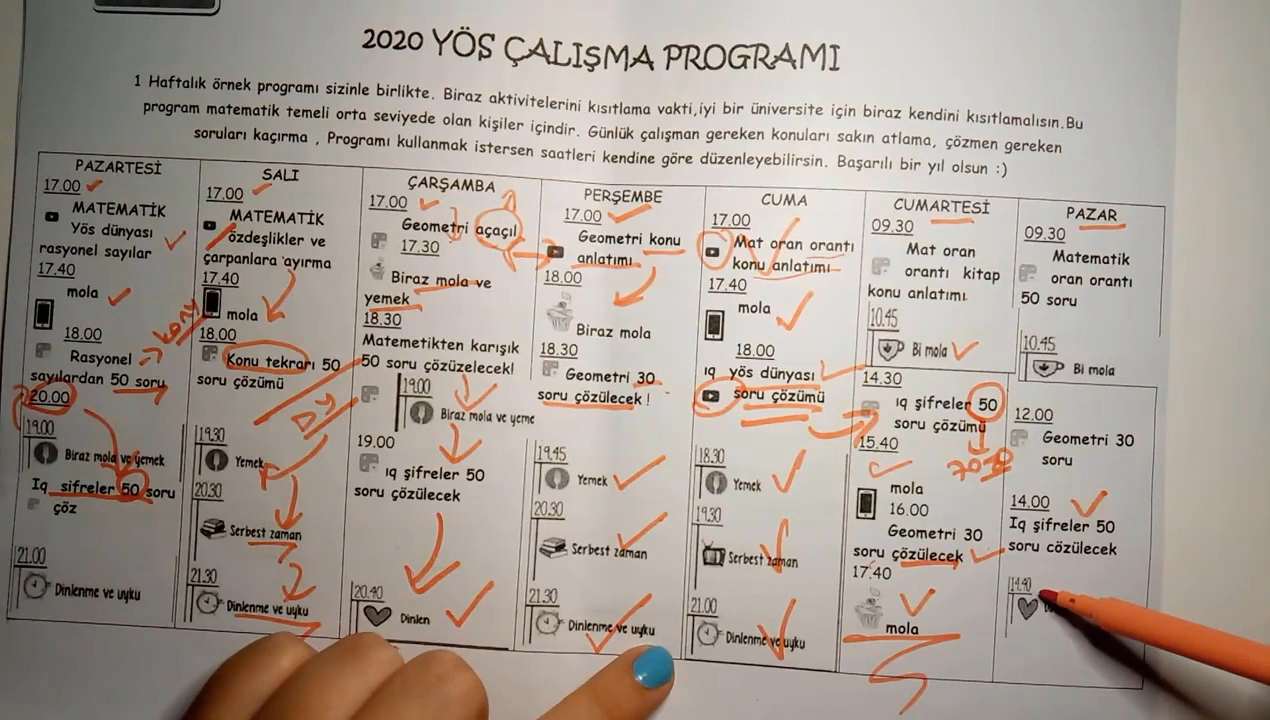 2020 YÖS ÇALIŞMA PROGRAMI
1 Haftalık örnek programı sizinle birlikte. Biraz aktivitelerini kısıtlama vakti,iyi bir üniversite için biraz kendini kısıtlamalısın.Bu
program matematik temeli orta seviyede olan kişiler içindir. Günlük çalışman gereken konuları sakın atlama, çözmen gereken
soruları kaçırma , Programı kullanmak istersen saatleri kendine göre düzenleyebilirsin. Başarılı bir yıl olsun :)
PAZARTESİ
17.00
MATEMATİK
Yös dünyası
rasyonel sayılar
17.40
mola
18.00
Rasyonel
sayılardan 50 soru
20.00
19.00
Biraz mola ve yemek
Iq sifreler 50 soru
çöz
21.00
Dinlenme ve uyku
SALI
17.00
MATEMATİK
özdeşlikler ve
çarpanlara ayırma
17.40
mola
18.00
Konu tekrarı 50
soru çözümü
19.30
Yemek
20.30
Serbest zaman
21.30
Dinlenme ve uyku
ÇARŞAMBA
17.00
Geometri açaçıl
17.30
Biraz mola ve
yemek
18.30
Matemetikten karışık
50 soru çözüzelecek!
19.00
Biraz mola ve yeme
19.00
ıq şifreler 50
soru çözülecek
20.40
Dinlen
PERŞEMBE
17.00
Geometri konu
anlatımı
18.00
Biraz mola
18.30
Geometri 30
soru çözülecek !
19.45
Yemek
20.30
Serbest zaman
21.30
Dinlenme ve uyku
CUMA
17.00
Mat oran orantı
konu anlatımı
17.40
mola
18.00
ıq yös dünyası
soru çözümü
18.30
Yemek
19.30
Serbest zaman
21.00
Dinlenme ve uyku
CUMARTESİ
09.30
Mat oran
orantı kitap
konu anlatımı
10.45
Bi mola
14.30
ıq şifreler 50
soru çözümü
15.40
mola
16.00
Geometri 30
soru çözülecek
17.40
mola
PAZAR
09.30
Matematik
oran orantı
50 soru
10.45
Bi mola
12.00
Geometri 30
soru
14.00
Iq şifreler 50
soru cözülecek
14.40